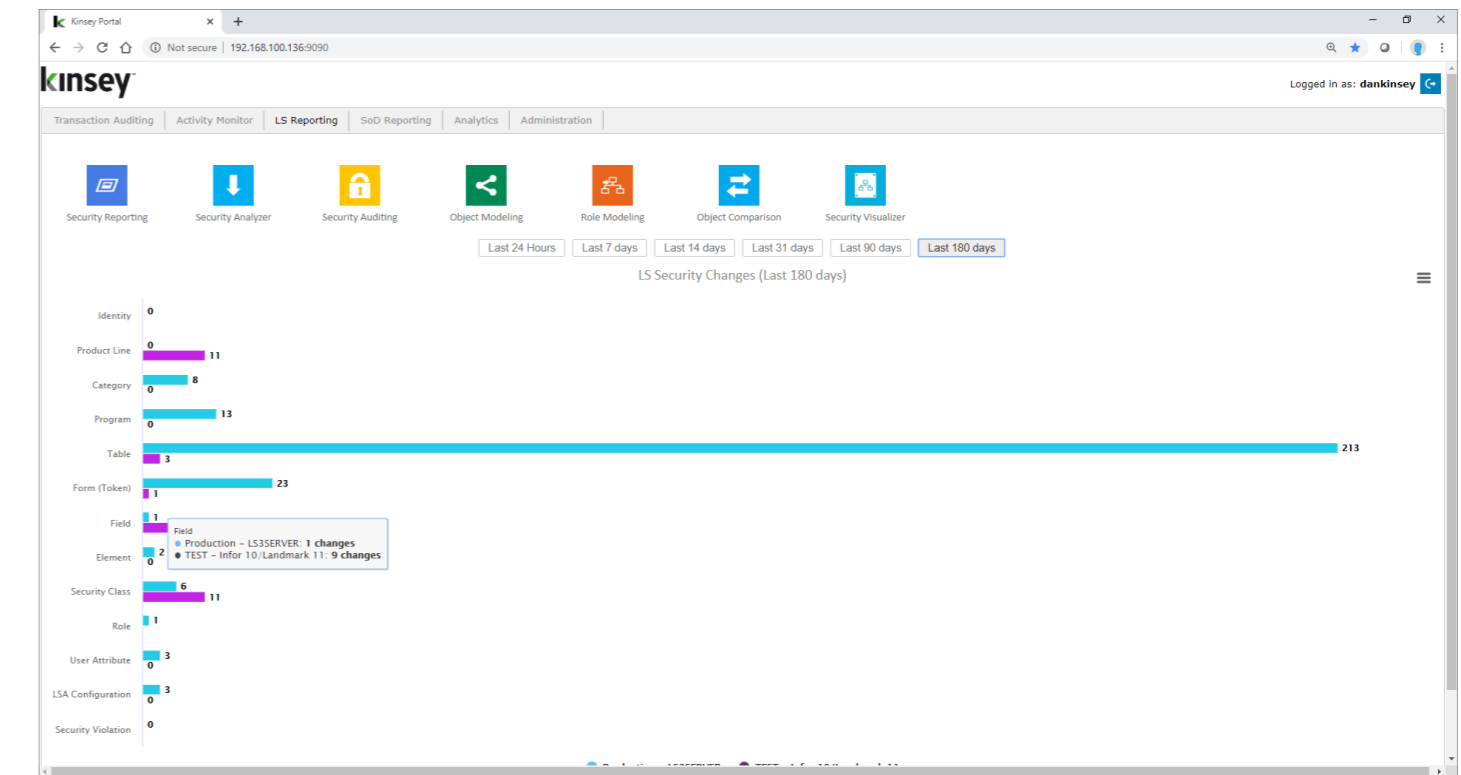 Kinsey Portal
Not secure | 192.168.100.136:9090
kinsey
Logged in as: dankinsey
Transaction Auditing Activity Monitor LS Reporting SoD Reporting Analytics Administration
Security Reporting Security Analyzer Security Auditing Object Modeling Role Modeling Object Comparison Security Visualizer
Last 24 Hours Last 7 days Last 14 days Last 31 days Last 90 days Last 180 days
LS Security Changes (Last 180 days)
Identity 0
Product Line 0
11
Category 8
0
Program 13
0
Table 213
3
Form (Token) 23
1
Field 1
Field
Production – LS3SERVER: 1 changes
TEST – Infor 10/Landmark 11: 9 changes
Element 2
0
Security Class 6
11
Role 1
User Attribute 3
0
LSA Configuration 3
0
Security Violation 0